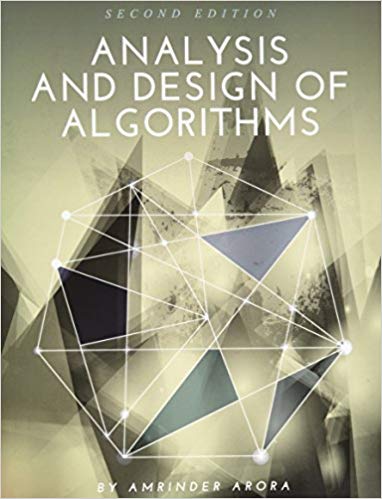 SECOND EDITION
ANALYSIS
AND DESIGN OF
ALGORITHMS
BY AMRINDER ARORA